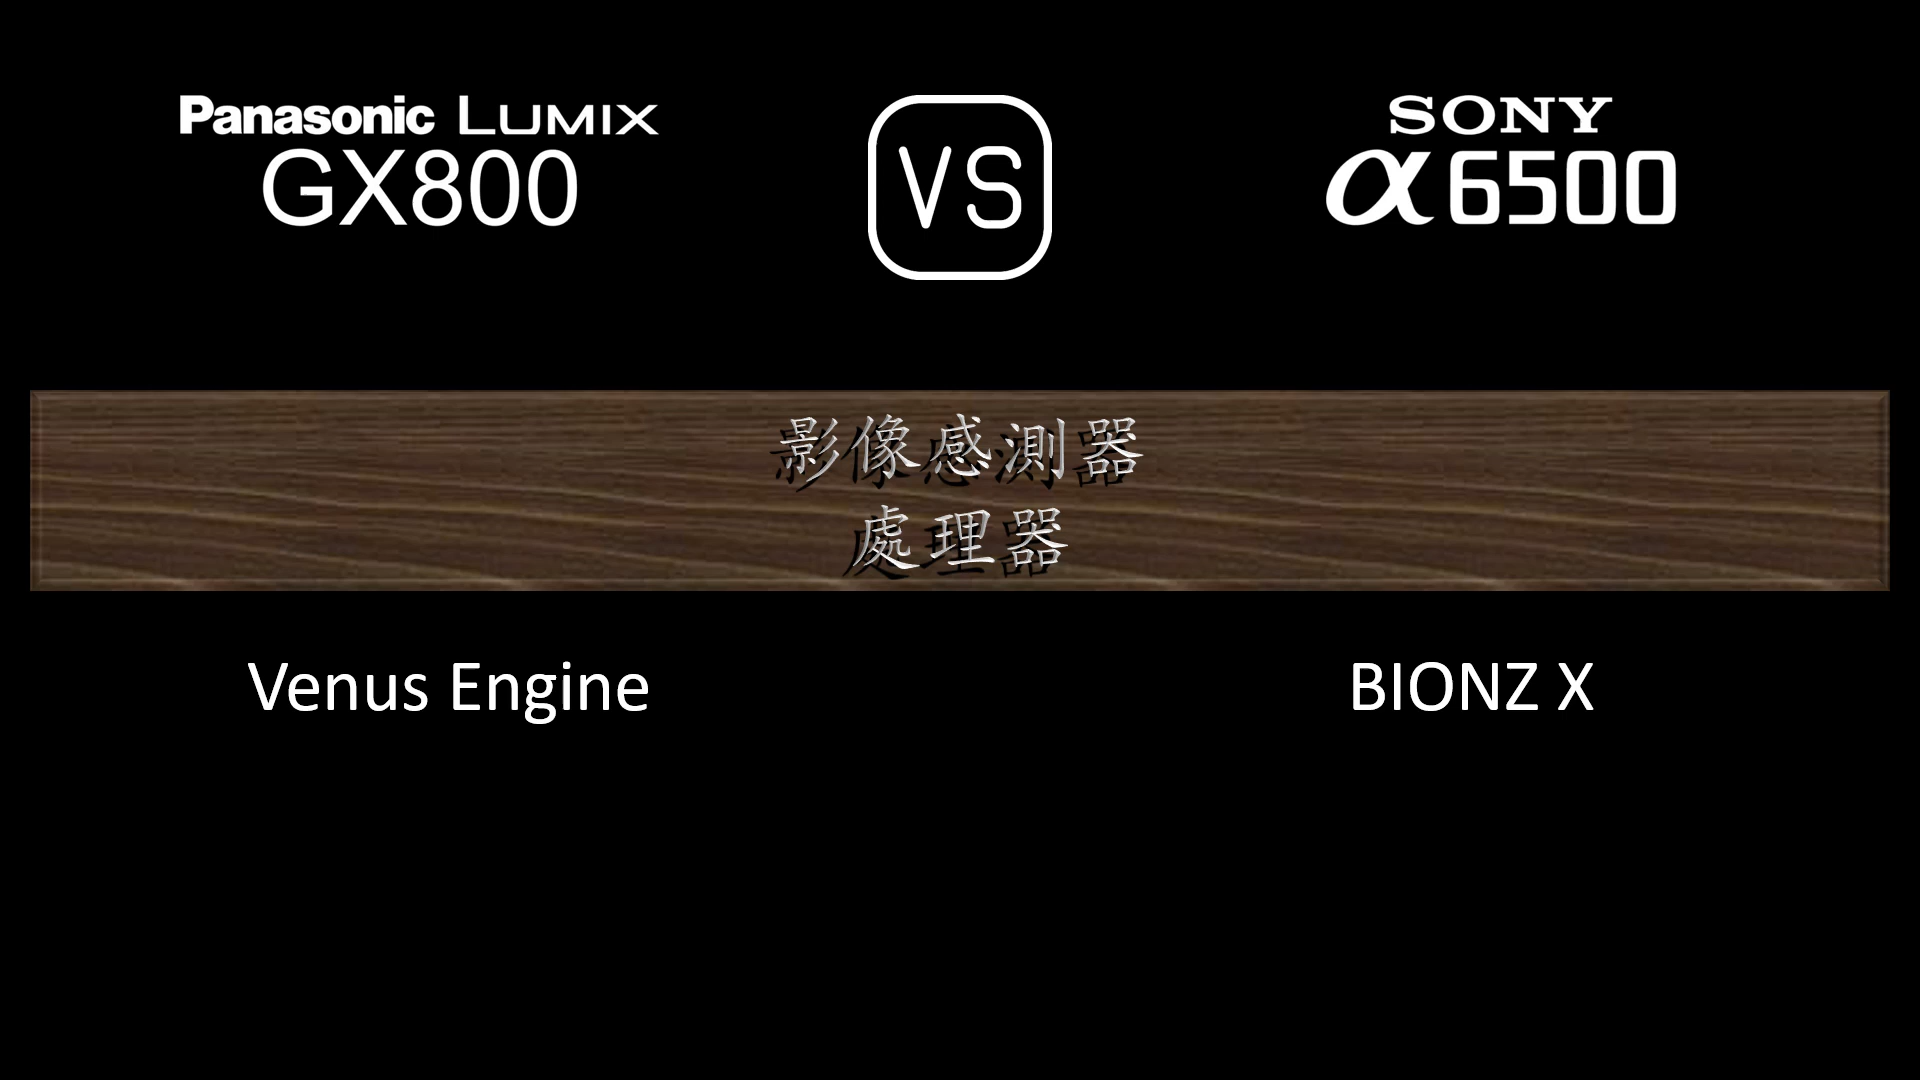 Panasonic LUMIX
GX800
VS
SONY
α6500
影像感測器
處理器
Venus Engine
BIONZ X